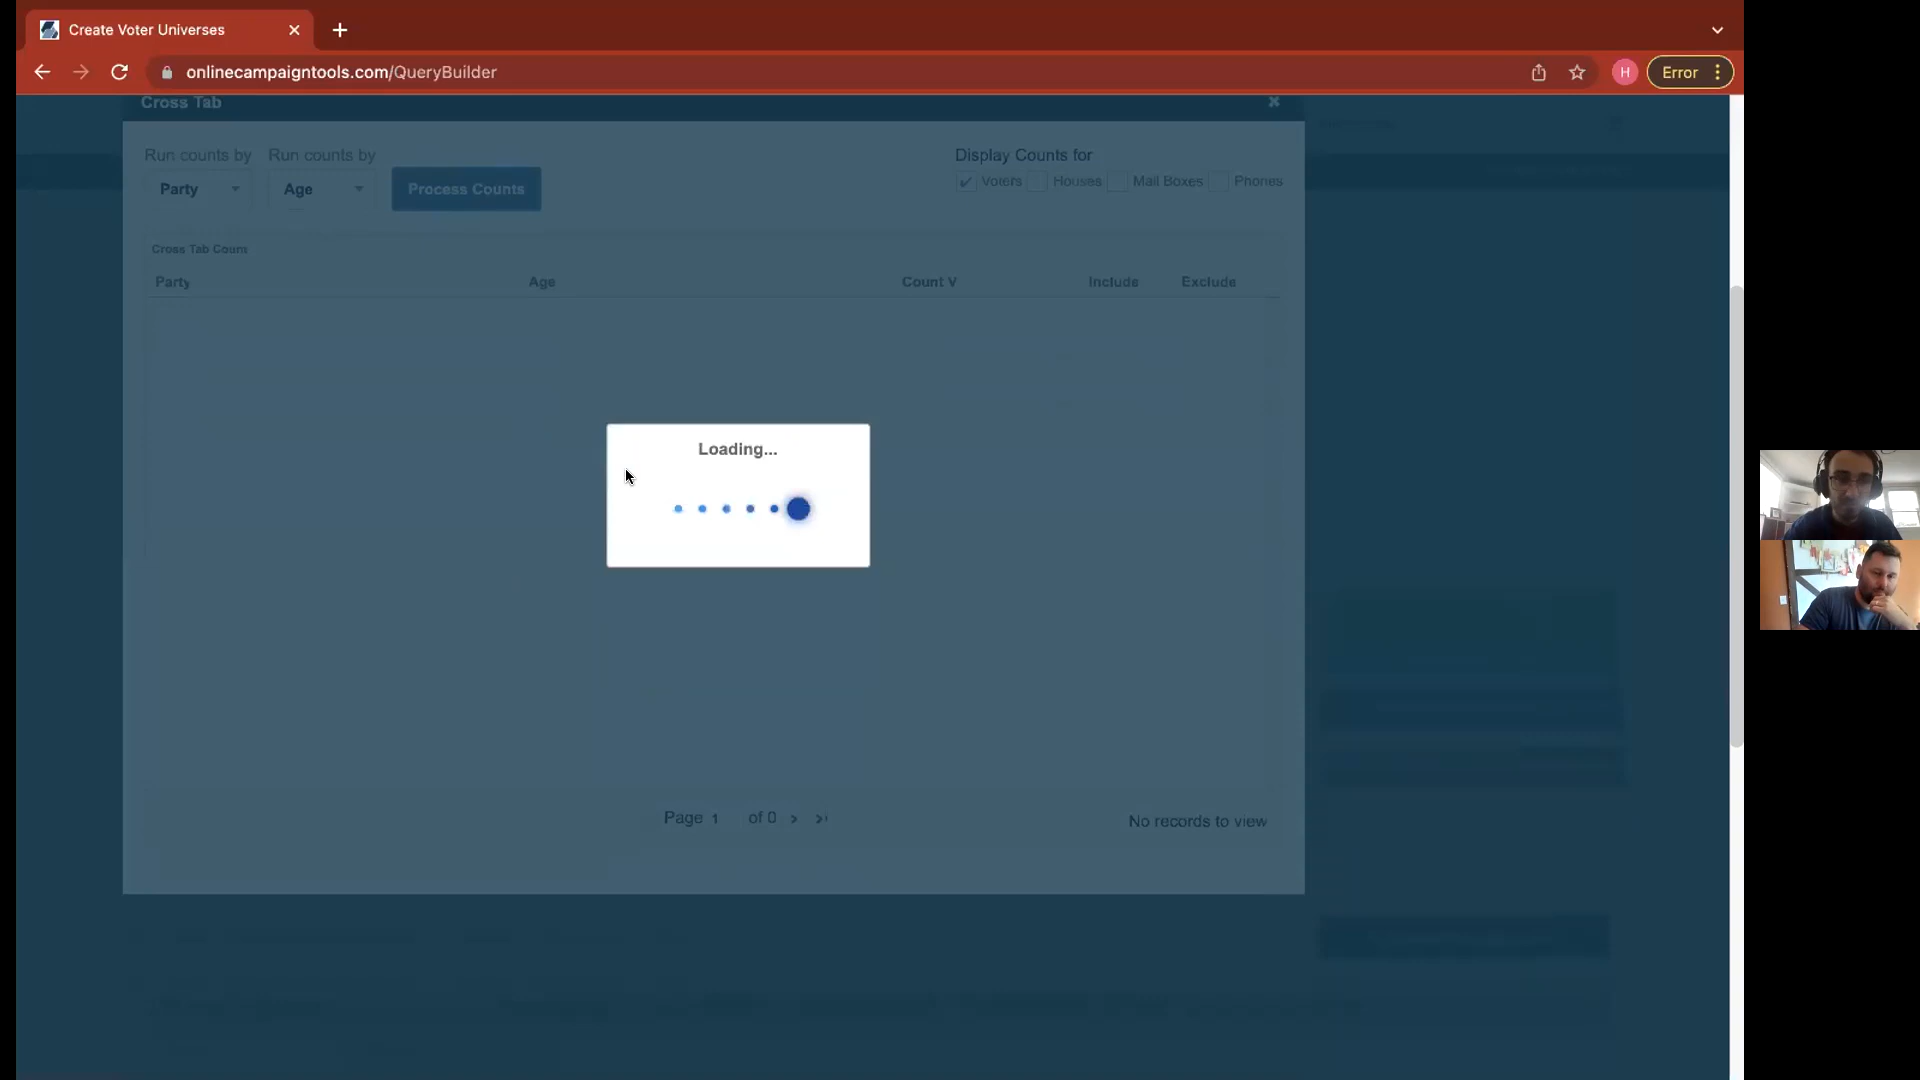 Create Voter Universes
onlinecampaigntools.com/QueryBuilder
H
Error
Cross Tab
Run counts by Run counts by
Display Counts for
Party Age Process Counts
Voters Houses Mail Boxes Phones
Cross Tab Count
Party Age Count V Include Exclude
Loading...
Page 1 of 0
No records to view